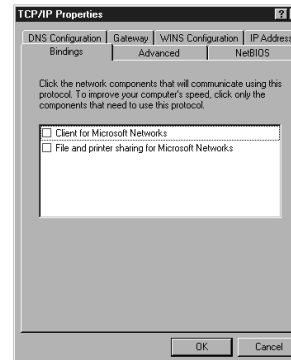 TCP/IP Properties
DNS Configuration Gateway WINS Configuration IP Address
Bindings Advanced NetBIOS
Click the network components that will communicate using this
protocol. To improve your computer's speed, click only the
components that need to use this protocol.
Client for Microsoft Networks
File and printer sharing for Microsoft Networks
OK Cancel